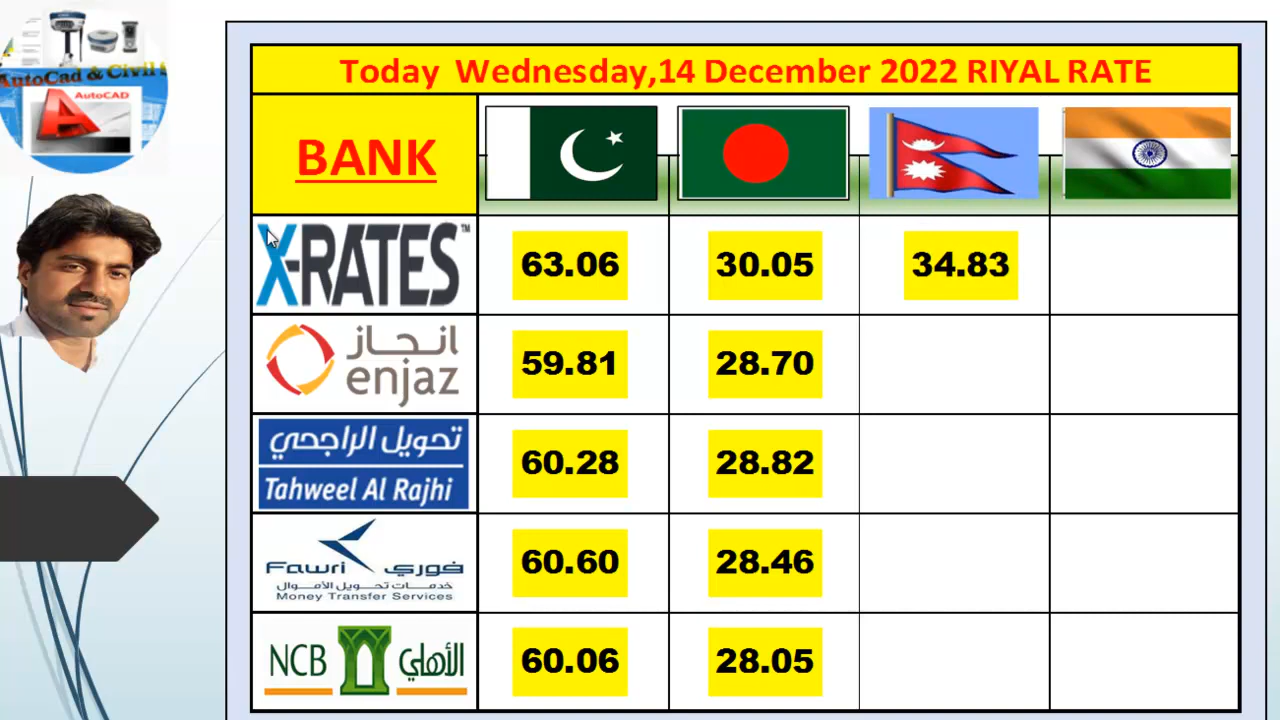 AutoCad & Civil S
AutoCAD
Today Wednesday,14 December 2022 RIYAL RATE
BANK
X-RATES™ 63.06 30.05 34.83
انجاز
enjaz 59.81 28.70
تحويل الراجحي
Tahweel Al Rajhi 60.28 28.82
Fawri فوري 60.60 28.46
خدمات تحويل الأموال
Money Transfer Services
NCB الأهلي 60.06 28.05